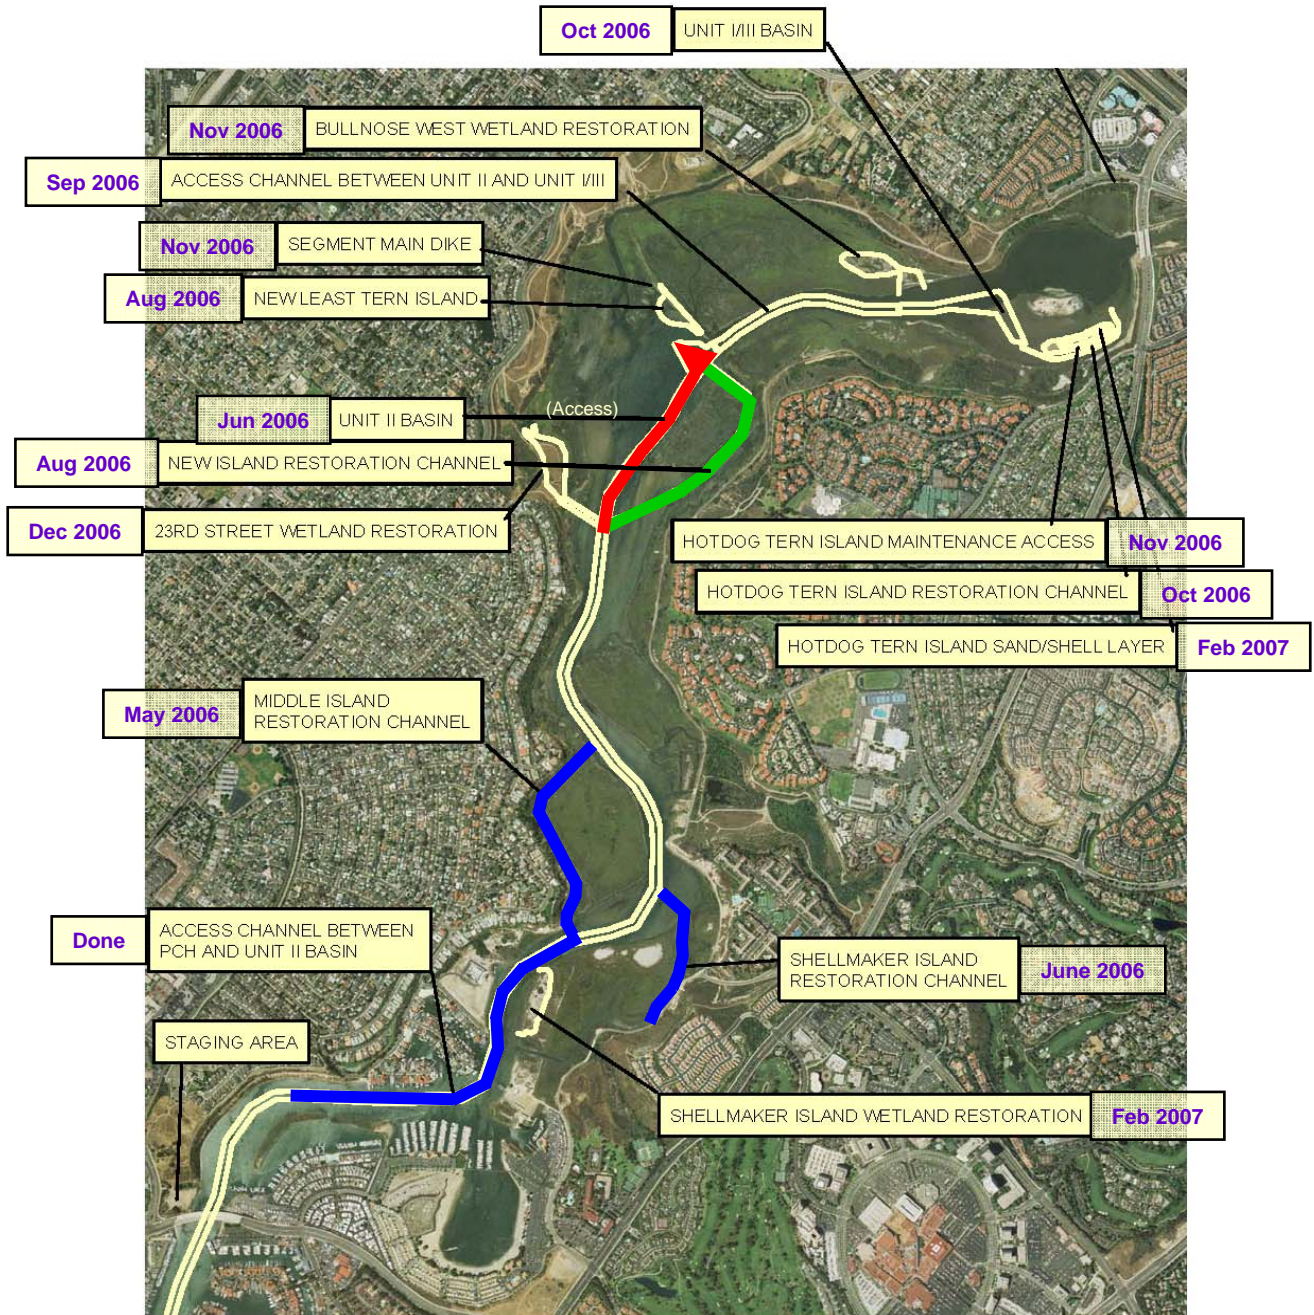 Oct 2006 UNIT I/III BASIN
Nov 2006 BULLNOSE WEST WETLAND RESTORATION
Sep 2006 ACCESS CHANNEL BETWEEN UNIT II AND UNIT I/III
Nov 2006 SEGMENT MAIN DIKE
Aug 2006 NEW LEAST TERN ISLAND
(Access)
Jun 2006 UNIT II BASIN
Aug 2006 NEW ISLAND RESTORATION CHANNEL
Dec 2006 23RD STREET WETLAND RESTORATION
HOTDOG TERN ISLAND MAINTENANCE ACCESS Nov 2006
HOTDOG TERN ISLAND RESTORATION CHANNEL Oct 2006
HOTDOG TERN ISLAND SAND/SHELL LAYER Feb 2007
May 2006 MIDDLE ISLAND
RESTORATION CHANNEL
Done ACCESS CHANNEL BETWEEN
PCH AND UNIT II BASIN
SHELLMAKER ISLAND
RESTORATION CHANNEL June 2006
STAGING AREA
SHELLMAKER ISLAND WETLAND RESTORATION Feb 2007